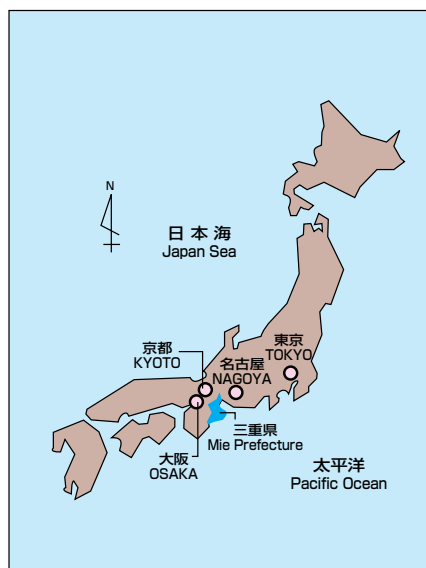 N
日本海
Japan Sea
京都
KYOTO
名古屋
NAGOYA
東京
TOKYO
三重県
Mie Prefecture
大阪
OSAKA
太平洋
Pacific Ocean